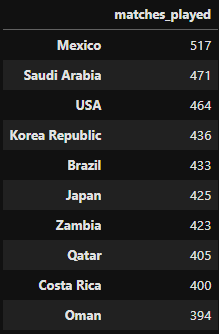 matches_played
Mexico 517
Saudi Arabia 471
USA 464
Korea Republic 436
Brazil 433
Japan 425
Zambia 423
Qatar 405
Costa Rica 400
Oman 394